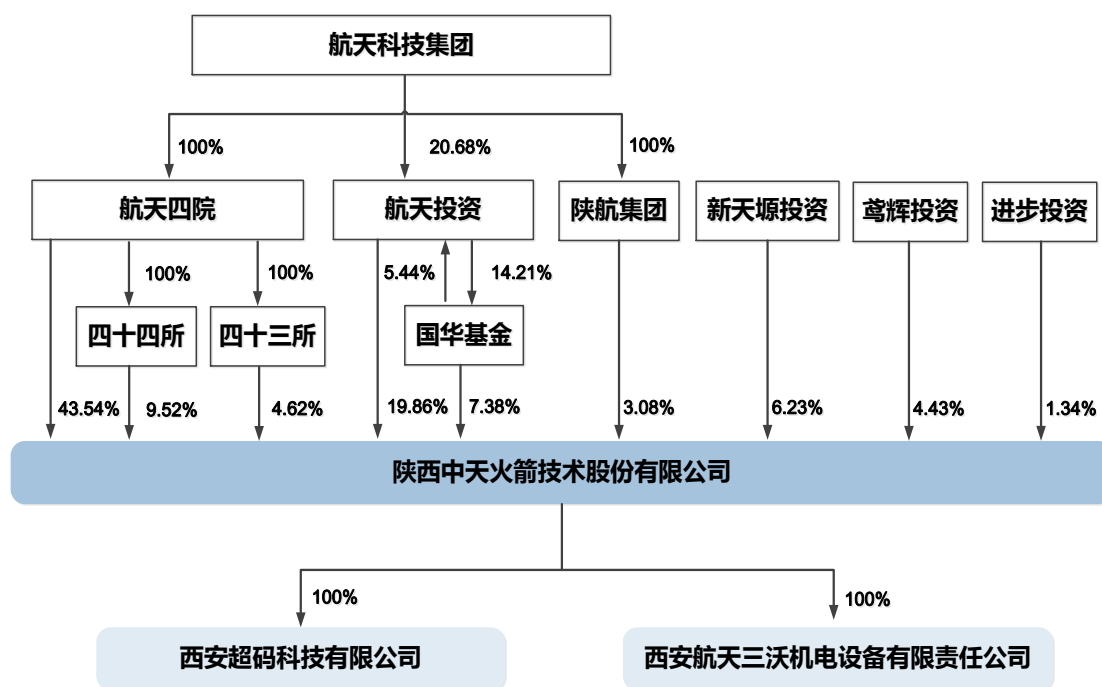 航天科技集团
100%
20.68%
100%
航天四院
航天投资
陕航集团
新天塬投资
鸢辉投资
进步投资
100%
100%
5.44%
14.21%
四十四所
四十三所
国华基金
43.54%
9.52%
4.62%
19.86%
7.38%
3.08%
6.23%
4.43%
1.34%
陕西中天火箭技术股份有限公司
100%
100%
西安超码科技有限公司
西安航天三沃机电设备有限责任公司